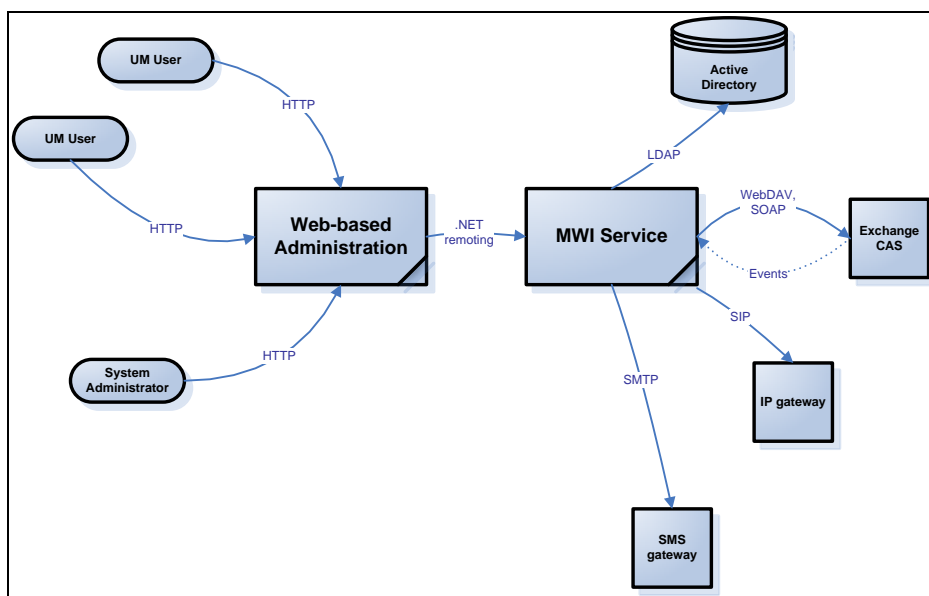 UM User
HTTP
UM User
HTTP
Web-based
Administration
.NET
remoting
System
Administrator
HTTP
Active
Directory
LDAP
MWI Service
WebDAV,
SOAP
Exchange
CAS
Events
SIP
IP gateway
SMTP
SMS
gateway